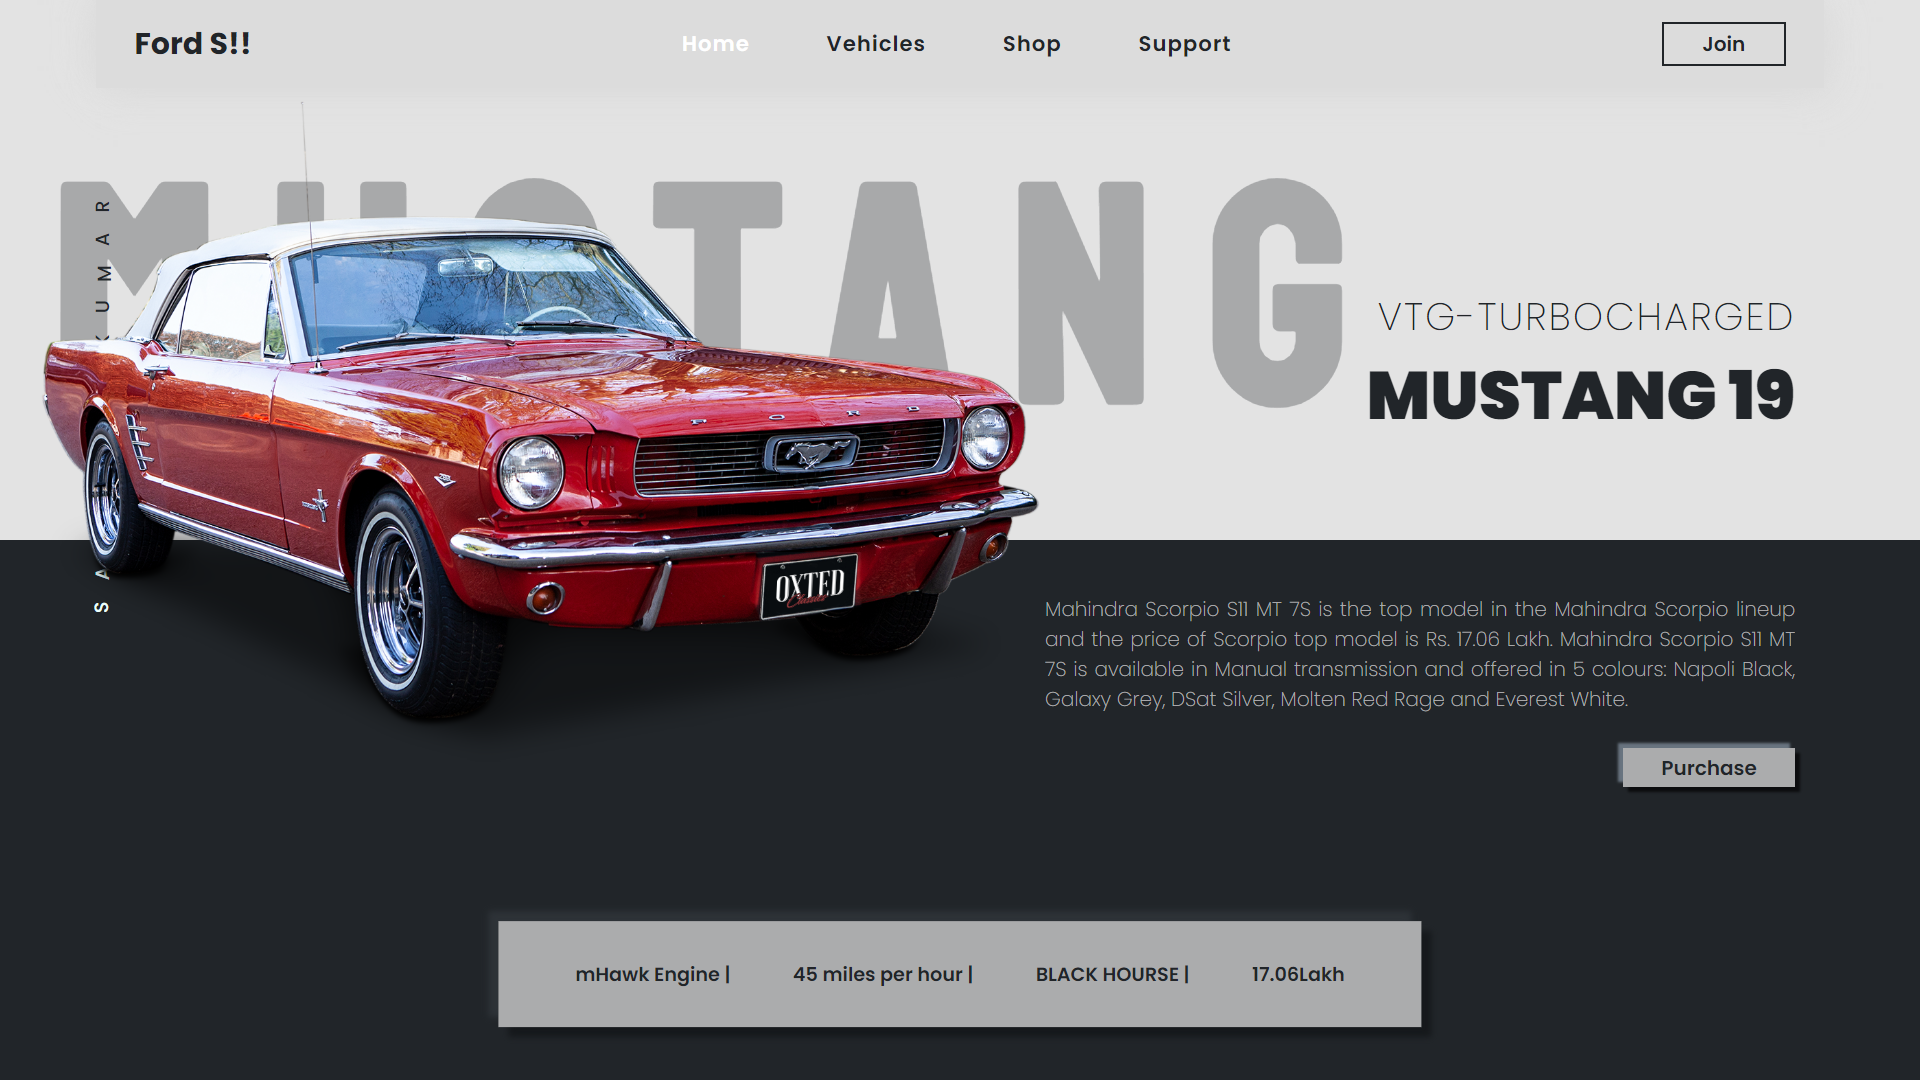 Ford S!!
Home
Vehicles
Shop
Support
Join
MUSTANG
VTG-TURBOCHARGED
MUSTANG 19
FORD
OXTED
Classics
Mahindra Scorpio S11 MT 7S is the top model in the Mahindra Scorpio lineup
and the price of Scorpio top model is Rs. 17.06 Lakh. Mahindra Scorpio S11 MT
7S is available in Manual transmission and offered in 5 colours: Napoli Black,
Galaxy Grey, DSat Silver, Molten Red Rage and Everest White.
Purchase
mHawk Engine |
45 miles per hour |
BLACK HOURSE |
17.06Lakh